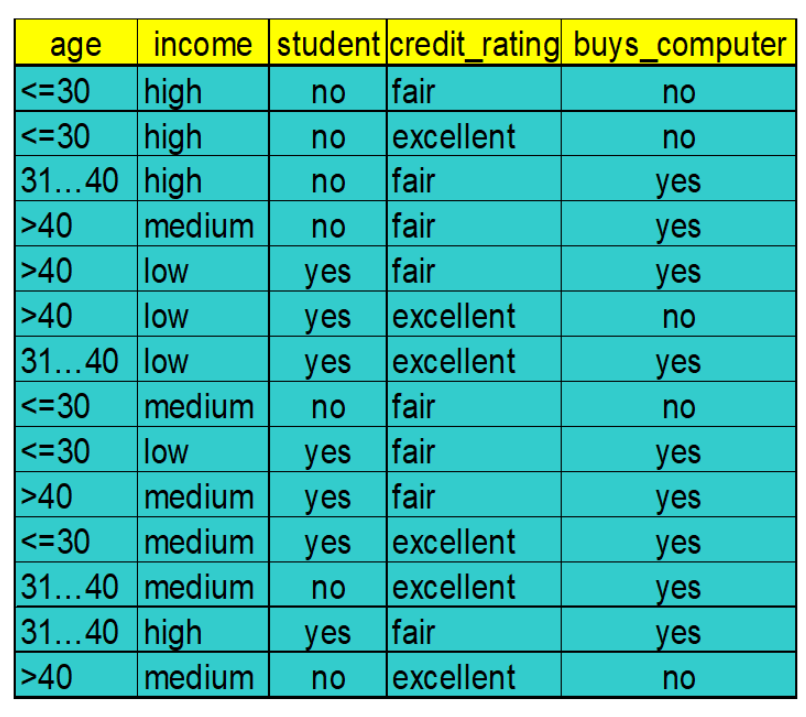 age income student credit_rating buys_computer
<=30 high no fair no
<=30 high no excellent no
31…40 high no fair yes
>40 medium no fair yes
>40 low yes fair yes
>40 low yes excellent no
31…40 low yes excellent yes
<=30 medium no fair no
<=30 low yes fair yes
>40 medium yes fair yes
<=30 medium yes excellent yes
31…40 medium no excellent yes
31…40 high yes fair yes
>40 medium no excellent no